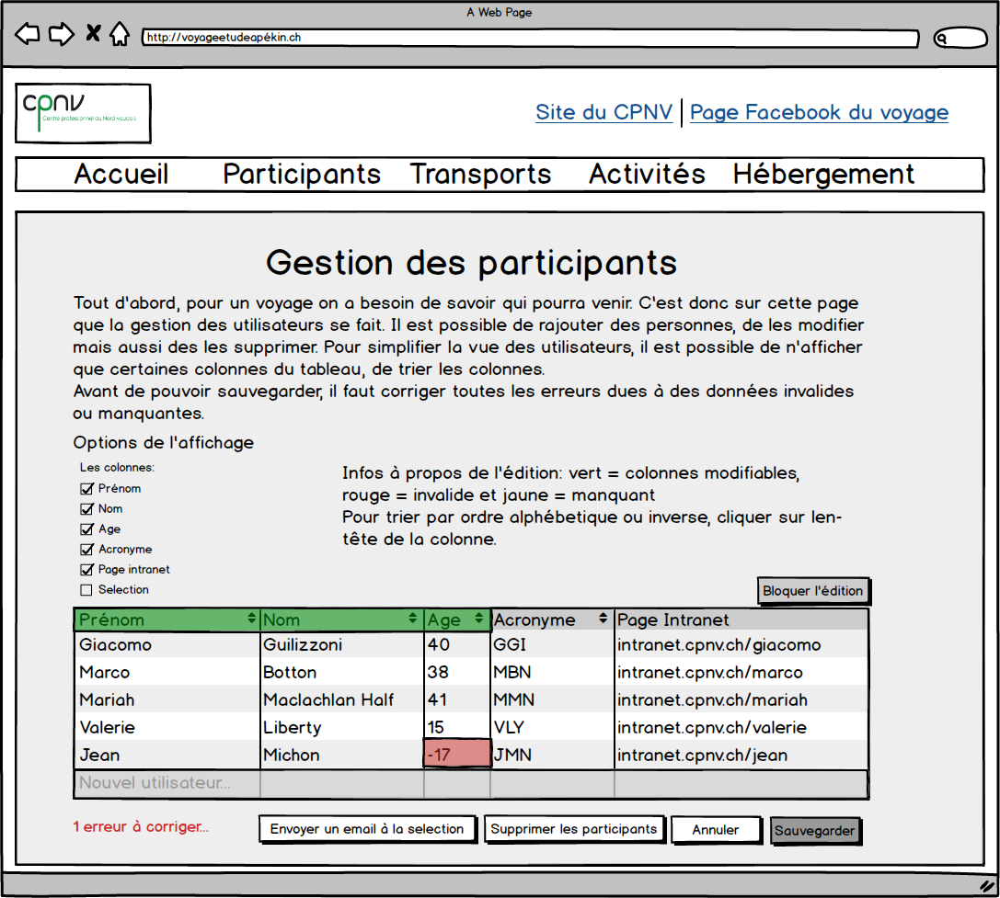 A Web Page
http://voyageetudeapékin.ch
cpnv
Centre professionnel du Nord vaudois
Site du CPNV | Page Facebook du voyage
Accueil Participants Transports Activités Hébergement
Gestion des participants
Tout d'abord, pour un voyage on a besoin de savoir qui pourra venir. C'est donc sur cette page
que la gestion des utilisateurs se fait. Il est possible de rajouter des personnes, de les modifier
mais aussi des les supprimer. Pour simplifier la vue des utilisateurs, il est possible de n'afficher
que certaines colonnes du tableau, de trier les colonnes.
Avant de pouvoir sauvegarder, il faut corriger toutes les erreurs dues à des données invalides
ou manquantes.
Options de l'affichage
Les colonnes:
Prénom
Nom
Age
Acronyme
Page intranet
Selection
Infos à propos de l'édition: vert = colonnes modifiables,
rouge = invalide et jaune = manquant
Pour trier par ordre alphébetique ou inverse, cliquer sur len-
tête de la colonne.
Bloquer l'édition
Prénom Nom Age Acronyme Page Intranet
Giacomo Guilizzoni 40 GGI intranet.cpnv.ch/giacomo
Marco Botton 38 MBN intranet.cpnv.ch/marco
Mariah Maclachlan Half 41 MMN intranet.cpnv.ch/mariah
Valerie Liberty 15 VLY intranet.cpnv.ch/valerie
Jean Michon -17 JMN intranet.cpnv.ch/jean
Nouvel utilisateur...
1 erreur à corriger... Envoyer un email à la selection Supprimer les participants Annuler Sauvegarder